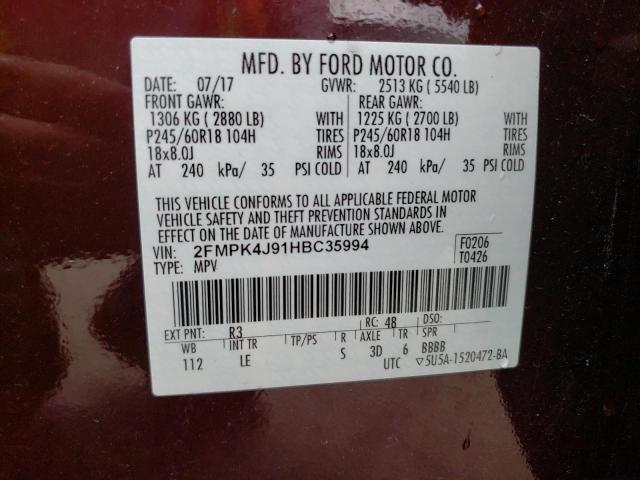 MFD. BY FORD MOTOR CO.
DATE: 07/17 GVWR: 2513 KG ( 5540 LB)
FRONT GAWR: REAR GAWR:
1306 KG ( 2880 LB) WITH 1225 KG ( 2700 LB) WITH
P245/60R18 104H TIRES P245/60R18 104H TIRES
18x8.0J RIMS 18x8.0J RIMS
AT 240 kPa/ 35 PSI COLD AT 240 kPa/ 35 PSI COLD
THIS VEHICLE CONFORMS TO ALL APPLICABLE FEDERAL MOTOR
VEHICLE SAFETY AND THEFT PREVENTION STANDARDS IN
EFFECT ON THE DATE OF MANUFACTURE SHOWN ABOVE.
VIN: 2FMPK4J91HBC35994 F0206
TYPE: MPV T0426
EXT PNT: R3 RC: 48 DSO:
WB INT TR TP/PS R AXLE TR SPR
112 LE S 3D 6 BBBB
UTC ▽5U5A-1520472-BA